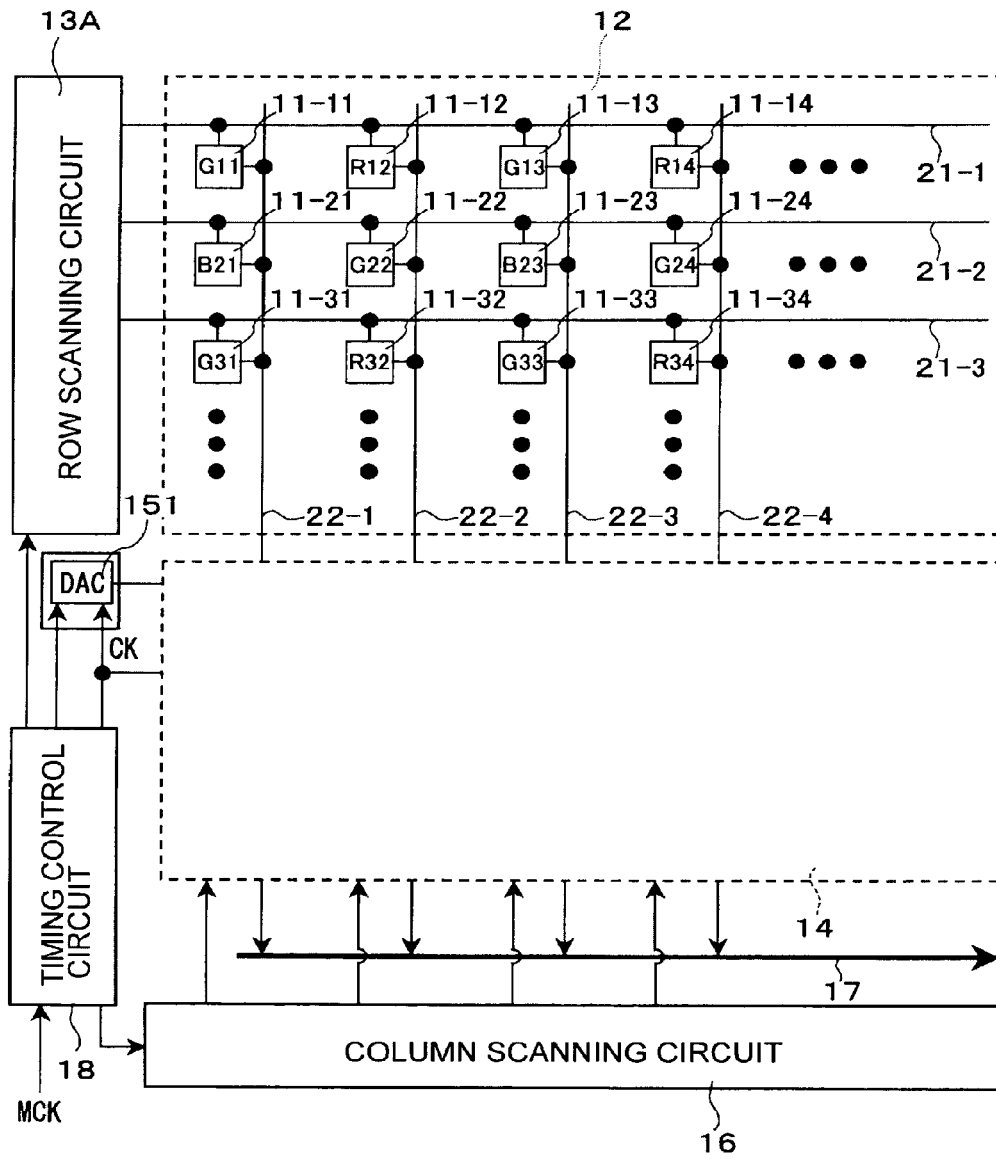 13A
12
ROW SCANNING CIRCUIT
11-11 11-12 11-13 11-14
G11 R12 G13 R14
21-1
11-21 11-22 11-23 11-24
B21 G22 B23 G24
21-2
11-31 11-32 11-33 11-34
G31 R32 G33 R34
21-3
151
22-1 22-2 22-3 22-4
DAC
CK
TIMING CONTROL
CIRCUIT
14
17
18
COLUMN SCANNING CIRCUIT
MCK
16